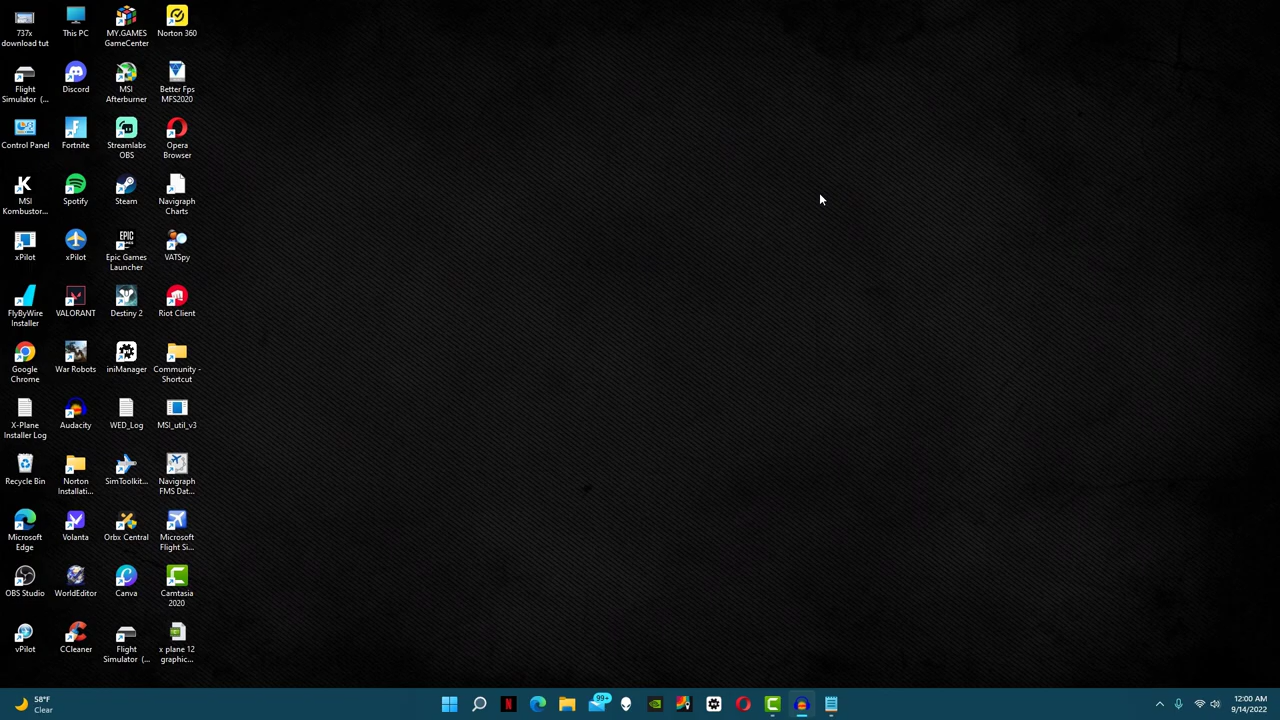 737x
download tut
This PC
MY.GAMES
GameCenter
Norton 360
Flight
Simulator (...
Discord
MSI
Afterburner
Better Fps
MFS2020
Control Panel
Fortnite
Streamlabs
OBS
Opera
Browser
MSI
Kombustor...
Spotify
Steam
Navigraph
Charts
xPilot
xPilot
EPIC
GAMES
Epic Games
Launcher
VATSpy
FlyByWire
Installer
VALORANT
Destiny 2
Riot Client
Google
Chrome
War Robots
iniManager
Community -
Shortcut
X-Plane
Installer Log
Audacity
WED_Log
MSI_util_v3
Recycle Bin
Norton
Installati...
SimToolkit...
Navigraph
FMS Dat...
Microsoft
Edge
Volanta
Orbx Central
Microsoft
Flight Si...
OBS Studio
WorldEditor
Canva
Camtasia
2020
vPilot
CCleaner
Flight
Simulator (...
x plane 12
graphic...
58°F
Clear
99+
12:00 AM
9/14/2022